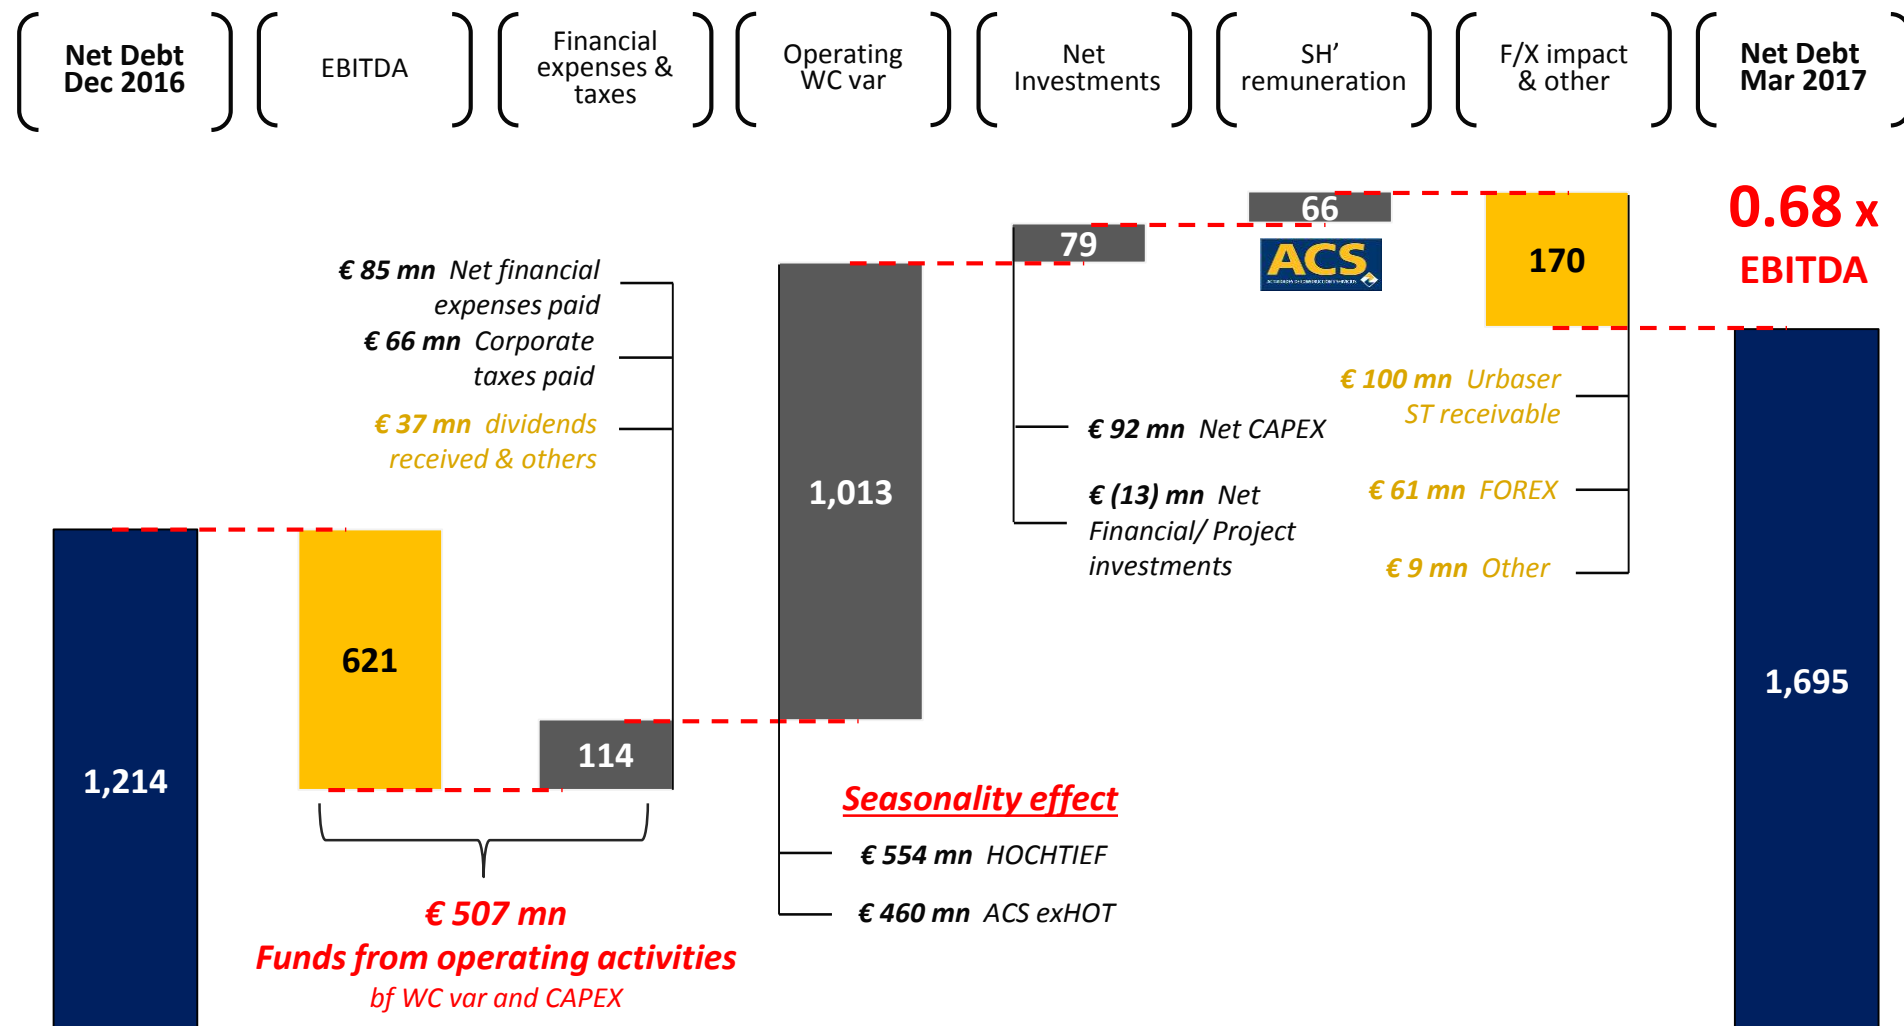 Net Debt
Dec 2016
EBITDA
Financial
expenses &
taxes
Operating
WC var
Net
Investments
SH’
remuneration
F/X impact
& other
Net Debt
Mar 2017
€ 85 mn Net financial
expenses paid
€ 66 mn Corporate
taxes paid
€ 37 mn dividends
received & others
1,214
621
114
€ 507 mn
Funds from operating activities
bf WC var and CAPEX
1,013
Seasonality effect
€ 554 mn HOCHTIEF
€ 460 mn ACS exHOT
79
€ 92 mn Net CAPEX
€ (13) mn Net
Financial/ Project
investments
66
ACS
170
€ 100 mn Urbaser
ST receivable
€ 61 mn FOREX
€ 9 mn Other
0.68 x
EBITDA
1,695